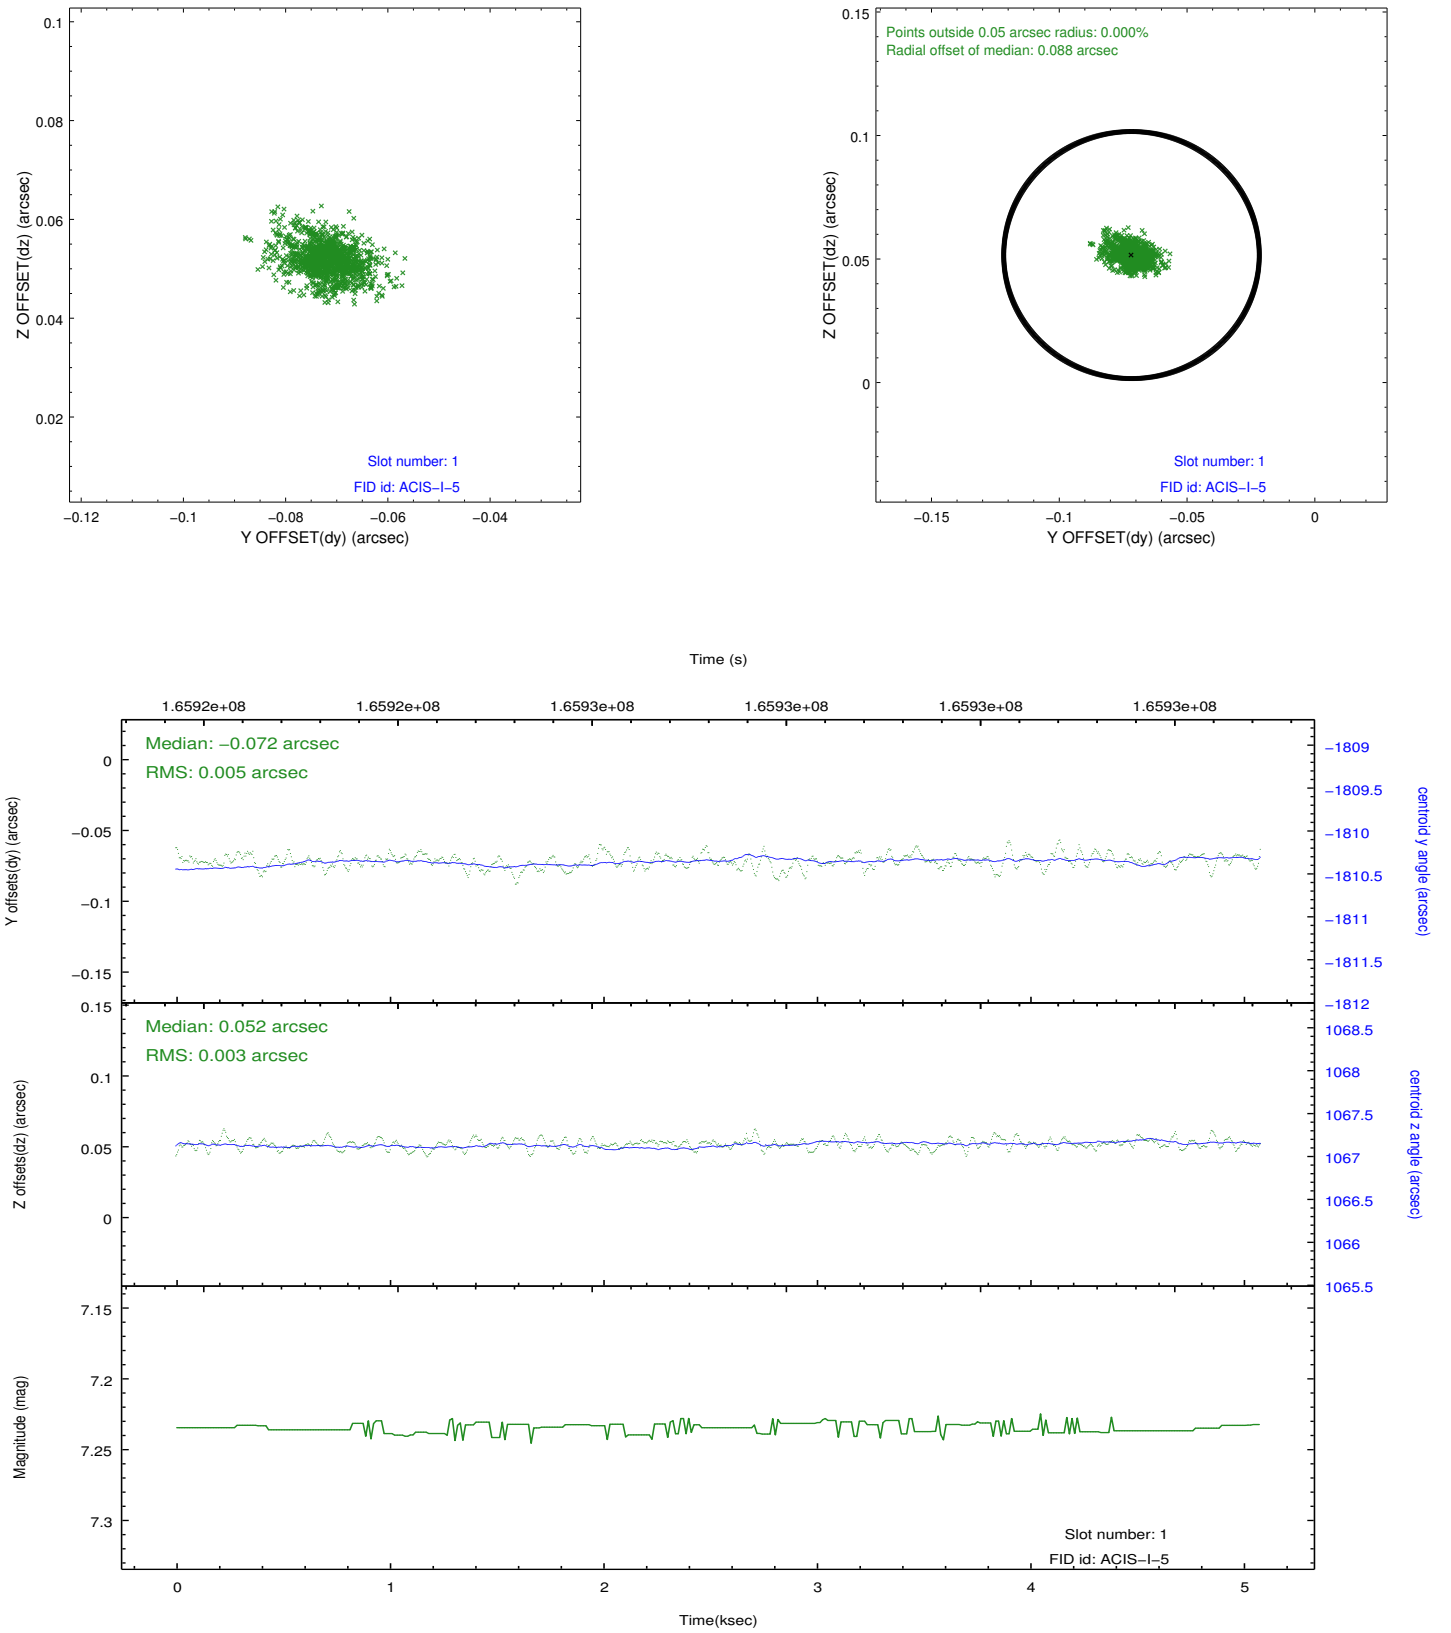 0.1
0.08
0.06
0.04
0.02
Z OFFSET(dz) (arcsec)
Slot number: 1
FID id: ACIS−I−5
−0.12
−0.1
−0.08
−0.06
−0.04
Y OFFSET(dy) (arcsec)
0.15
0.1
0.05
0
Z OFFSET(dz) (arcsec)
Points outside 0.05 arcsec radius: 0.000%
Radial offset of median: 0.088 arcsec
Slot number: 1
FID id: ACIS−I−5
−0.15
−0.1
−0.05
0
Y OFFSET(dy) (arcsec)
Time (s)
1.6592e+08
1.6592e+08
1.6593e+08
1.6593e+08
1.6593e+08
1.6593e+08
Median: −0.072 arcsec
RMS: 0.005 arcsec
0
−0.05
−0.1
−0.15
Y offsets(dy) (arcsec)
−1809
−1809.5
−1810
−1810.5
−1811
−1811.5
−1812
centroid y angle (arcsec)
Median: 0.052 arcsec
RMS: 0.003 arcsec
0.15
0.1
0.05
0
Z offsets(dz) (arcsec)
1068.5
1068
1067.5
1067
1066.5
1066
1065.5
centroid z angle (arcsec)
7.15
7.2
7.25
7.3
Magnitude (mag)
Slot number: 1
FID id: ACIS−I−5
0
1
2
3
4
5
Time(ksec)